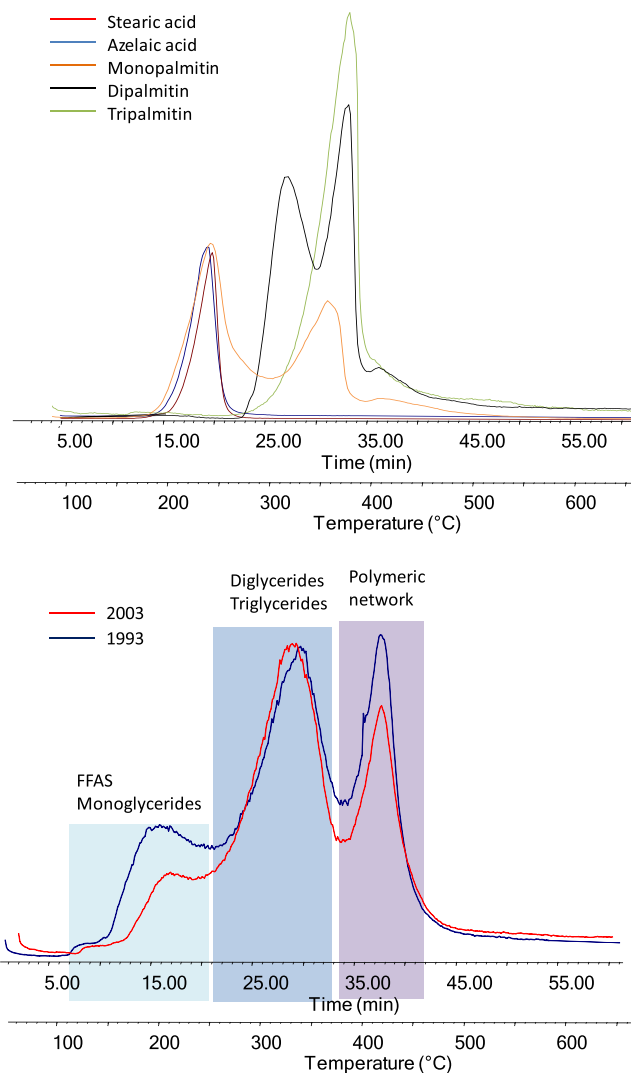 Stearic acid
Azelaic acid
Monopalmitin
Dipalmitin
Tripalmitin
5.00 15.00 25.00 35.00 45.00 55.00
Time (min)
100 200 300 400 500 600
Temperature (°C)
Diglycerides
Triglycerides
Polymeric
network
2003
1993
FFAS
Monoglycerides
5.00 15.00 25.00 35.00 45.00 55.00
Time (min)
100 200 300 400 500 600
Temperature (°C)